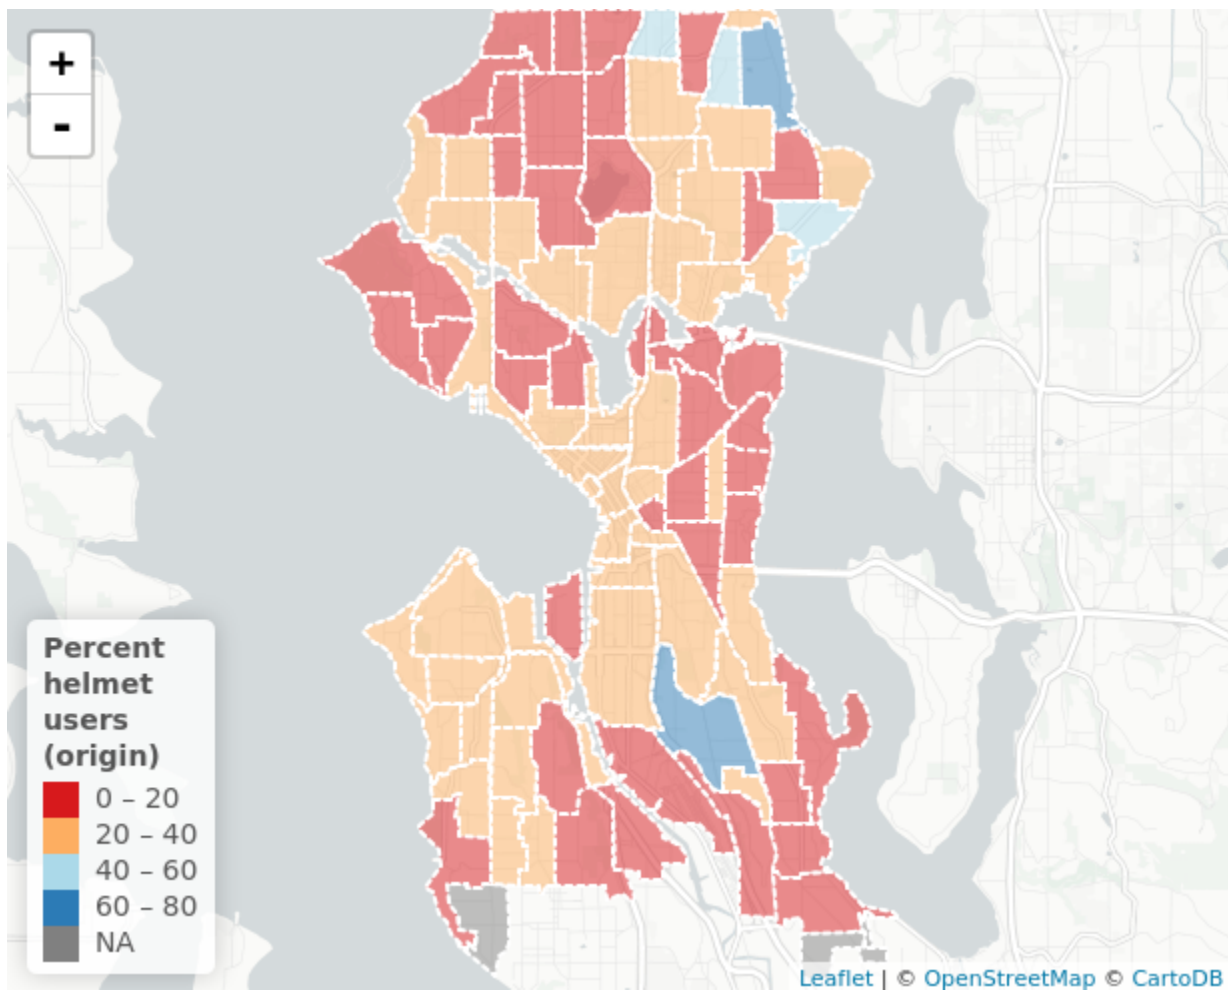 +
-
Percent
helmet
users
(origin)
0 – 20
20 – 40
40 – 60
60 – 80
NA
Leaflet | © OpenStreetMap © CartoDB